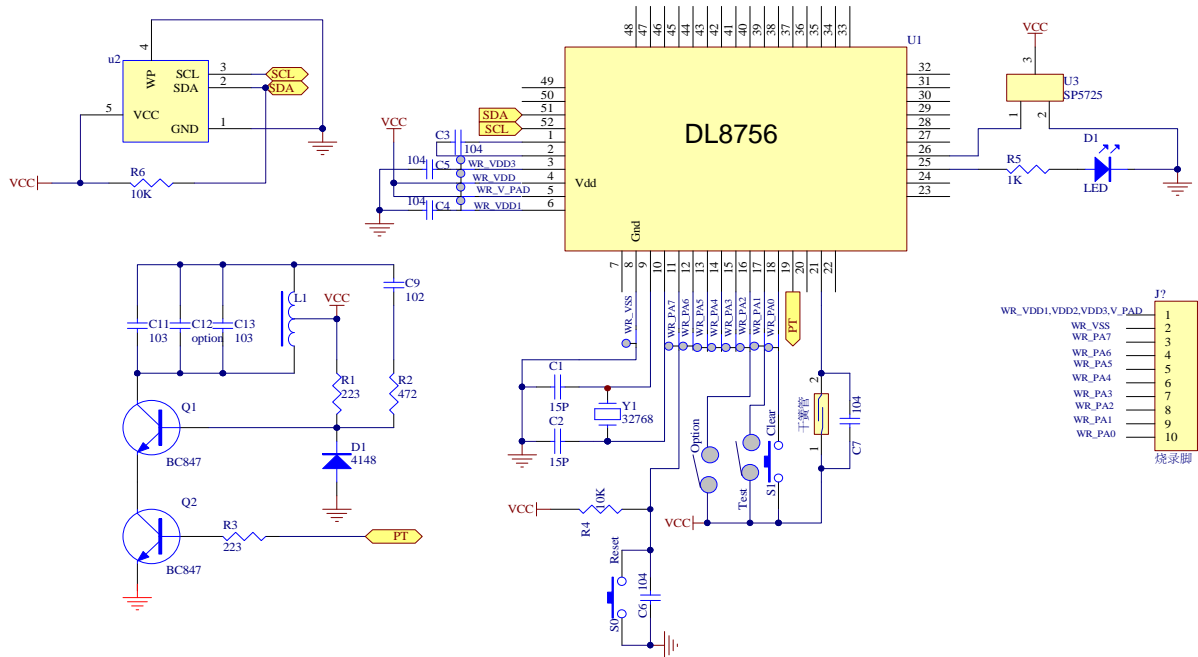 48
47
46
45
44
43
42
41
40
39
38
37
36
35
34
33
U1
VCC
4
u2
WP
SCL
3
SCL
SDA
2
SDA
5
VCC
GND
1
VCC
R6
10K
49
50
SDA
51
SCL
52
1
2
3
4
5
6
VCC
C3
104
104
C5
WR_VDD3
WR_VDD
WR_V_PAD
104
C4
WR_VDD1
Vdd
DL8756
Gnd
32
31
30
29
28
27
26
25
24
23
3
U3
SP5725
1
2
R5
1K
D1
LED
7
8
9
10
11
12
13
14
15
16
17
18
19
20
21
22
WR_VSS
WR_PA7
WR_PA6
WR_PA5
WR_PA4
WR_PA3
WR_PA2
WR_PA1
WR_PA0
PT
C9
102
L1
VCC
C11
103
C12
option
C13
103
R1
223
R2
472
Q1
BC847
D1
4148
Q2
BC847
R3
223
PT
C1
15P
C2
15P
Y1
32768
Option
Test
Clear
S1
2
干簧管
1
104
C7
VCC
VCC
R4
10K
Reset
S0
104
C6
J?
WR_VDD1,VDD2,VDD3,V_PAD
1
WR_VSS
2
WR_PA7
3
WR_PA6
4
WR_PA5
5
WR_PA4
6
WR_PA3
7
WR_PA2
8
WR_PA1
9
WR_PA0
10
烧录脚